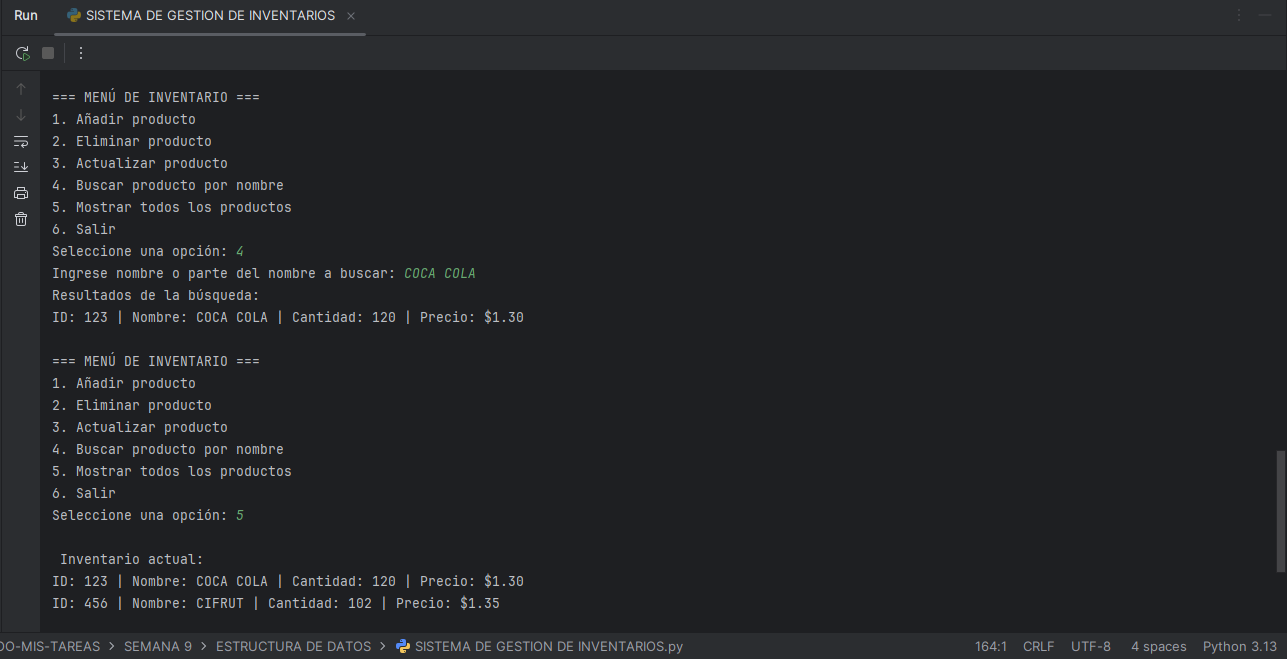 Run SISTEMA DE GESTION DE INVENTARIOS
=== MENÚ DE INVENTARIO ===
1. Añadir producto
2. Eliminar producto
3. Actualizar producto
4. Buscar producto por nombre
5. Mostrar todos los productos
6. Salir
Seleccione una opción: 4
Ingrese nombre o parte del nombre a buscar: COCA COLA
Resultados de la búsqueda:
ID: 123 | Nombre: COCA COLA | Cantidad: 120 | Precio: $1.30
=== MENÚ DE INVENTARIO ===
1. Añadir producto
2. Eliminar producto
3. Actualizar producto
4. Buscar producto por nombre
5. Mostrar todos los productos
6. Salir
Seleccione una opción: 5
Inventario actual:
ID: 123 | Nombre: COCA COLA | Cantidad: 120 | Precio: $1.30
ID: 456 | Nombre: CIFRUT | Cantidad: 102 | Precio: $1.35
DO-MIS-TAREAS > SEMANA 9 > ESTRUCTURA DE DATOS > SISTEMA DE GESTION DE INVENTARIOS.py 164:1 CRLF UTF-8 4 spaces Python 3.13